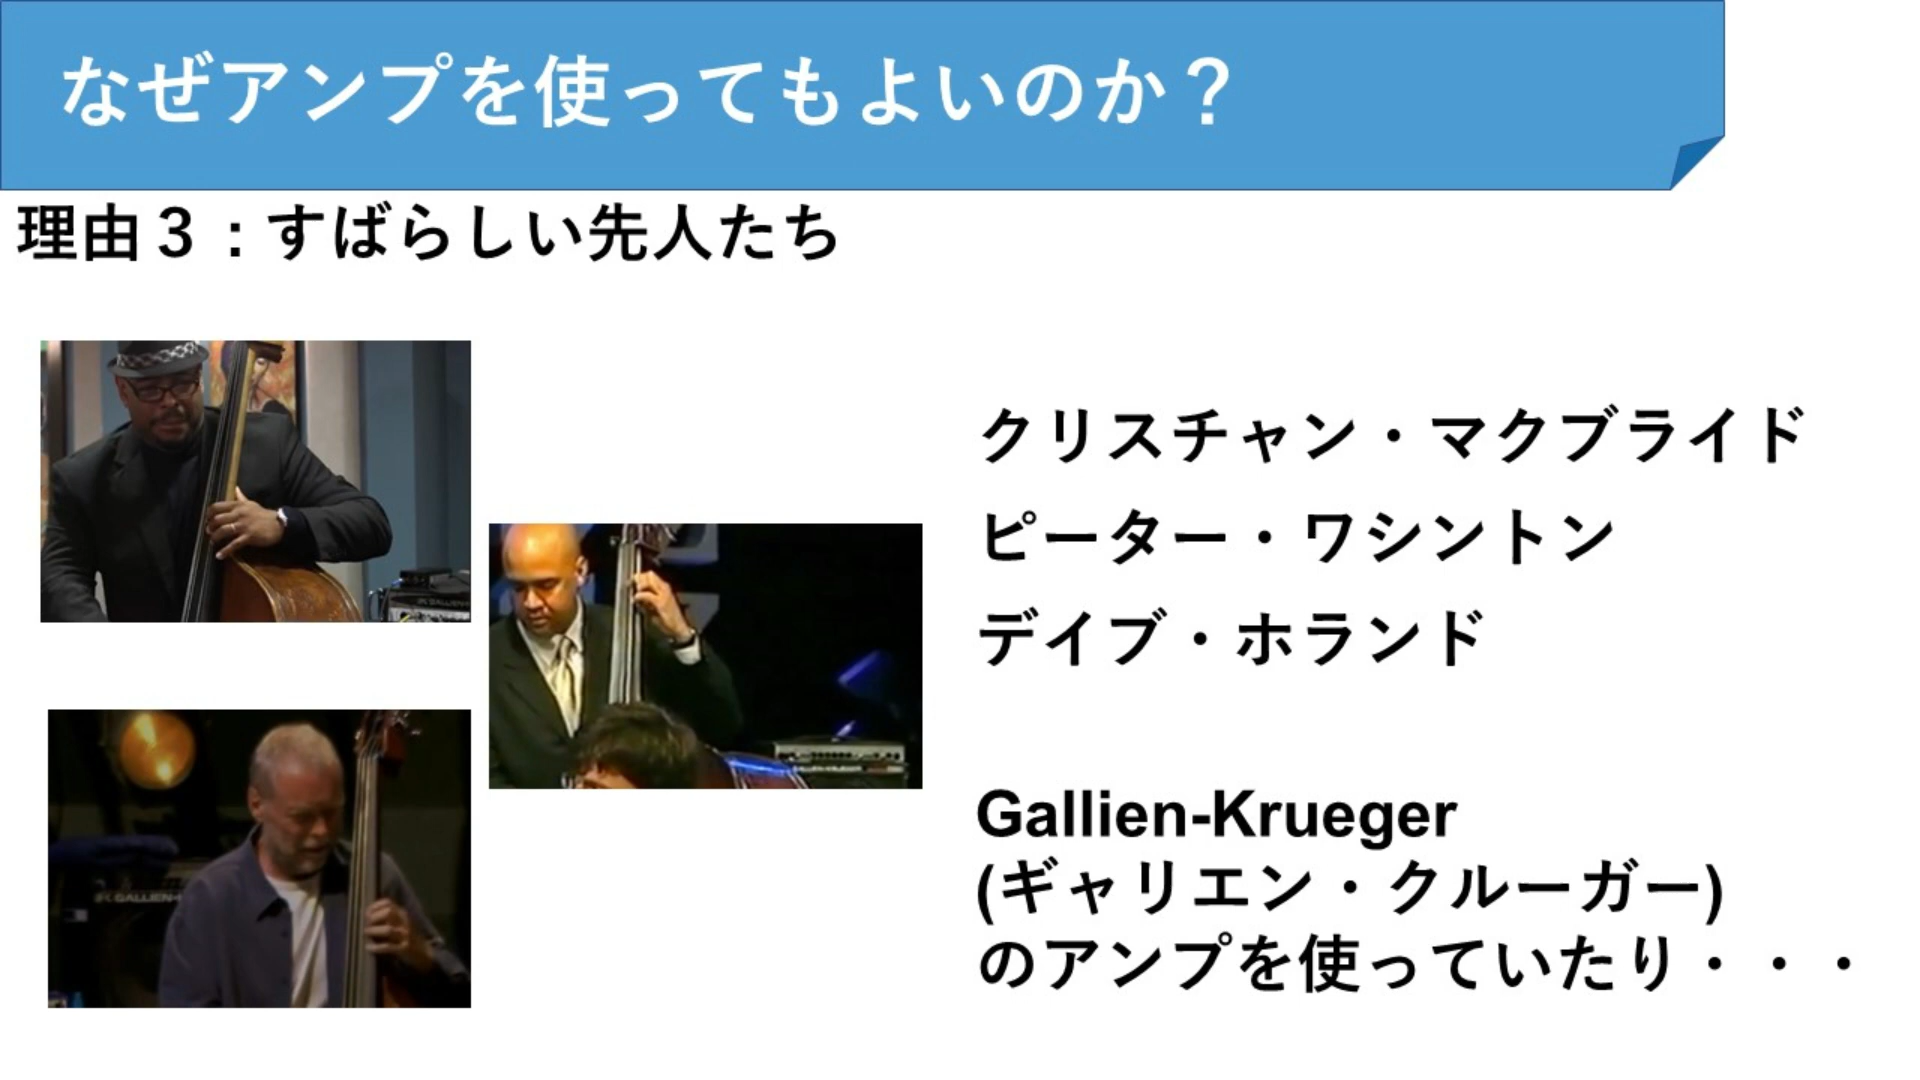 なぜアンプを使ってもよいのか？
理由３：すばらしい先人たち
クリスチャン・マクブライド
ピーター・ワシントン
デイブ・ホランド
Gallien-Krueger
(ギャリエン・クルーガー)
のアンプを使っていたり・・・
GALLIEN-